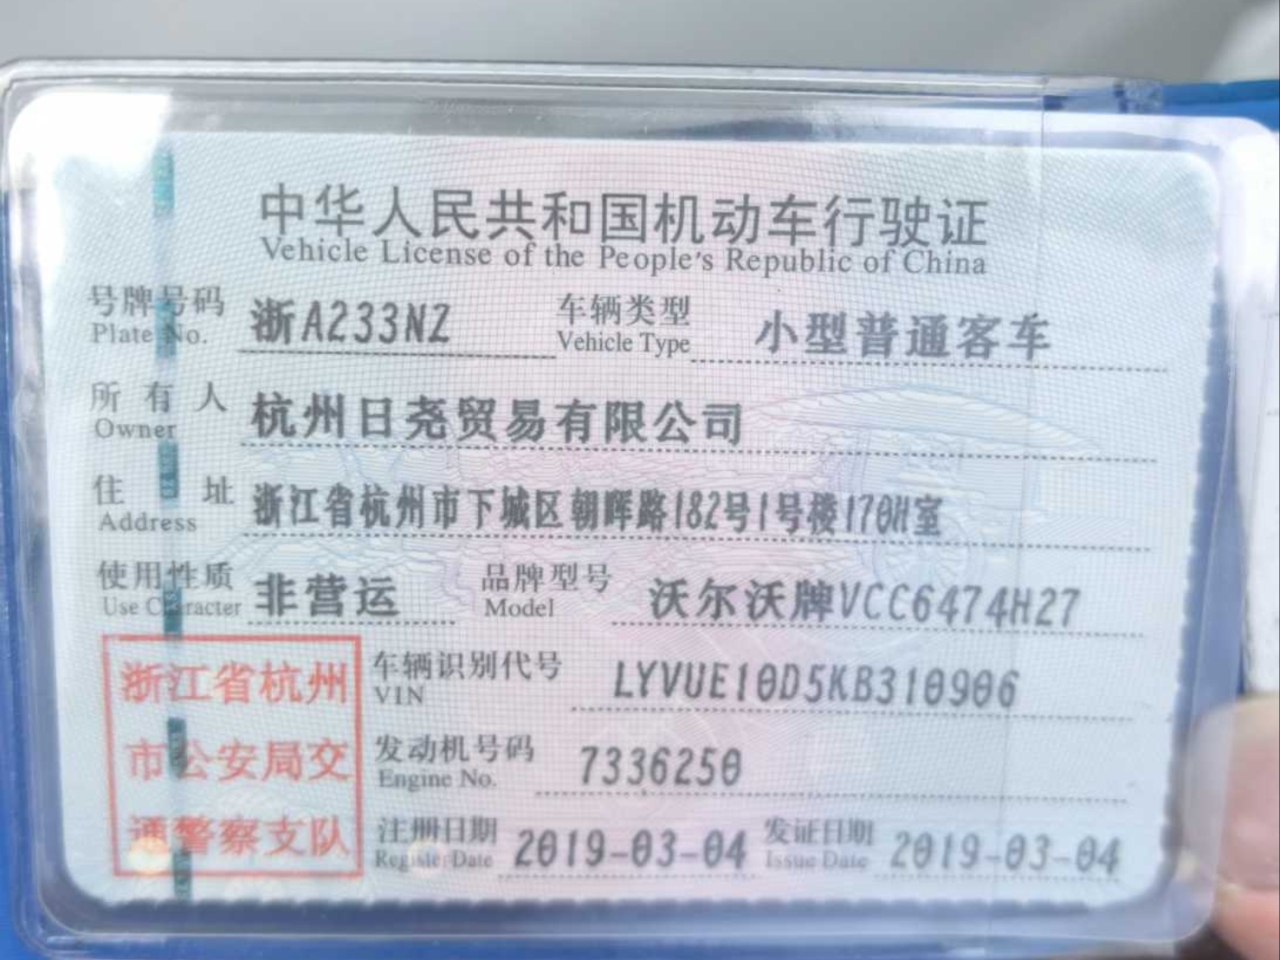 中华人民共和国机动车行驶证
Vehicle License of the People's Republic of China
号牌号码 浙A233NZ 车辆类型 小型普通客车
Plate No. Vehicle Type
所有人 杭州日尧贸易有限公司
Owner
住址 浙江省杭州市下城区朝晖路182号1号楼170H室
Address
使用性质 非营运 品牌型号 沃尔沃牌VCC6474H27
Use Character Model
浙江省杭州 车辆识别代号 LYVUE10D5KB310906
VIN
市公安局交 发动机号码 7336250
Engine No.
通警察支队 注册日期 2019-03-04 发证日期 2019-03-04
Register Date Issue Date